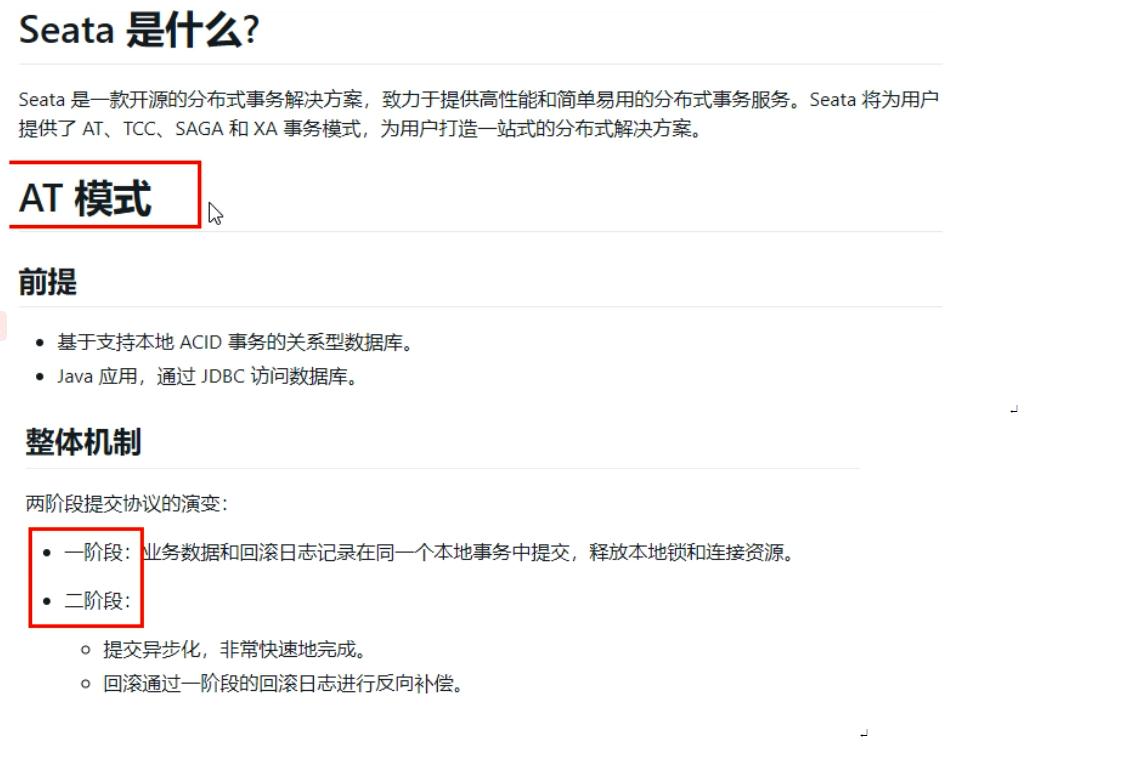 Seata 是什么?
Seata 是一款开源的分布式事务解决方案，致力于提供高性能和简单易用的分布式事务服务。Seata 将为用户
提供了 AT、TCC、SAGA 和 XA 事务模式，为用户打造一站式的分布式解决方案。
AT 模式
前提
基于支持本地 ACID 事务的关系型数据库。
Java 应用，通过 JDBC 访问数据库。
整体机制
两阶段提交协议的演变：
一阶段：业务数据和回滚日志记录在同一个本地事务中提交，释放本地锁和连接资源。
二阶段：
提交异步化，非常快速地完成。
回滚通过一阶段的回滚日志进行反向补偿。